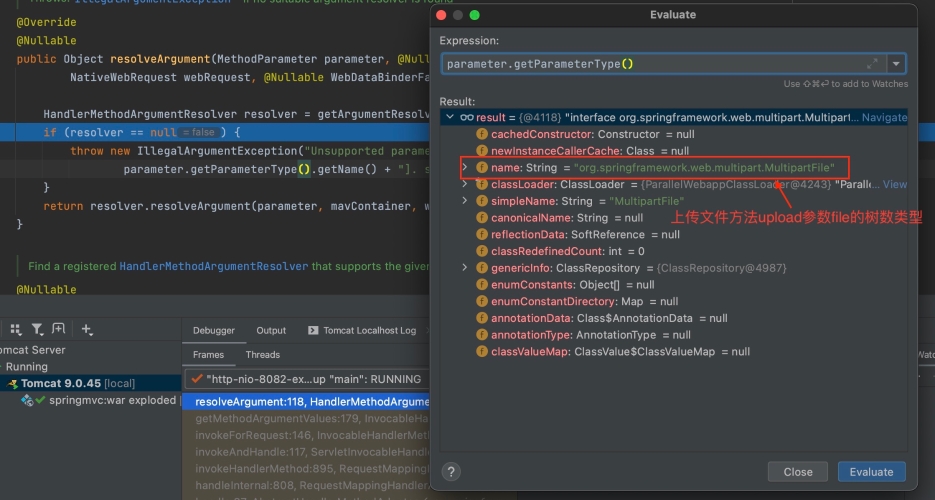 Throws: IllegalArgumentException – if no suitable argument resolver is found
@Override
@Nullable
public Object resolveArgument(MethodParameter parameter, @Nul
NativeWebRequest webRequest, @Nullable WebDataBinderFa
HandlerMethodArgumentResolver resolver = getArgumentResol
if (resolver == null = false ) {
throw new IllegalArgumentException("Unsupported parame
parameter.getParameterType().getName() + "]. s
}
return resolver.resolveArgument(parameter, mavContainer, w
}
Find a registered HandlerMethodArgumentResolver that supports the given
@Nullable
Evaluate
Expression:
parameter.getParameterType()
Use ⇧⌘⏎ to add to Watches
Result:
result = {@4118} "interface org.springframework.web.multipart.Multipart... Navigate
cachedConstructor: Constructor = null
newInstanceCallerCache: Class = null
name: String = "org.springframework.web.multipart.MultipartFile"
classLoader: ClassLoader = {ParallelWebappClassLoader@4243} "Paralle... View
simpleName: String = "MultipartFile"
canonicalName: String = null
上传文件方法upload参数file的树数类型
reflectionData: SoftReference = null
classRedefinedCount: int = 0
genericInfo: ClassRepository = {ClassRepository@4987}
enumConstants: Object[] = null
enumConstantDirectory: Map = null
annotationData: Class$AnnotationData = null
annotationType: AnnotationType = null
classValueMap: ClassValue$ClassValueMap = null
? Close Evaluate
omcat Server
Running
Tomcat 9.0.45 [local]
springmvc:war exploded [
Debugger Output Tomcat Localhost Log
Frames Threads
"http-nio-8082-ex...up "main": RUNNING
resolveArgument:118, HandlerMethodArgume
getMethodArgumentValues:179, InvocableHan
invokeForRequest:146, InvocableHandlerMet
invokeAndHandle:117, ServletInvocableHandle
invokeHandlerMethod:895, RequestMappingH
handleInternal:808, RequestMappingHandlerA
Watc